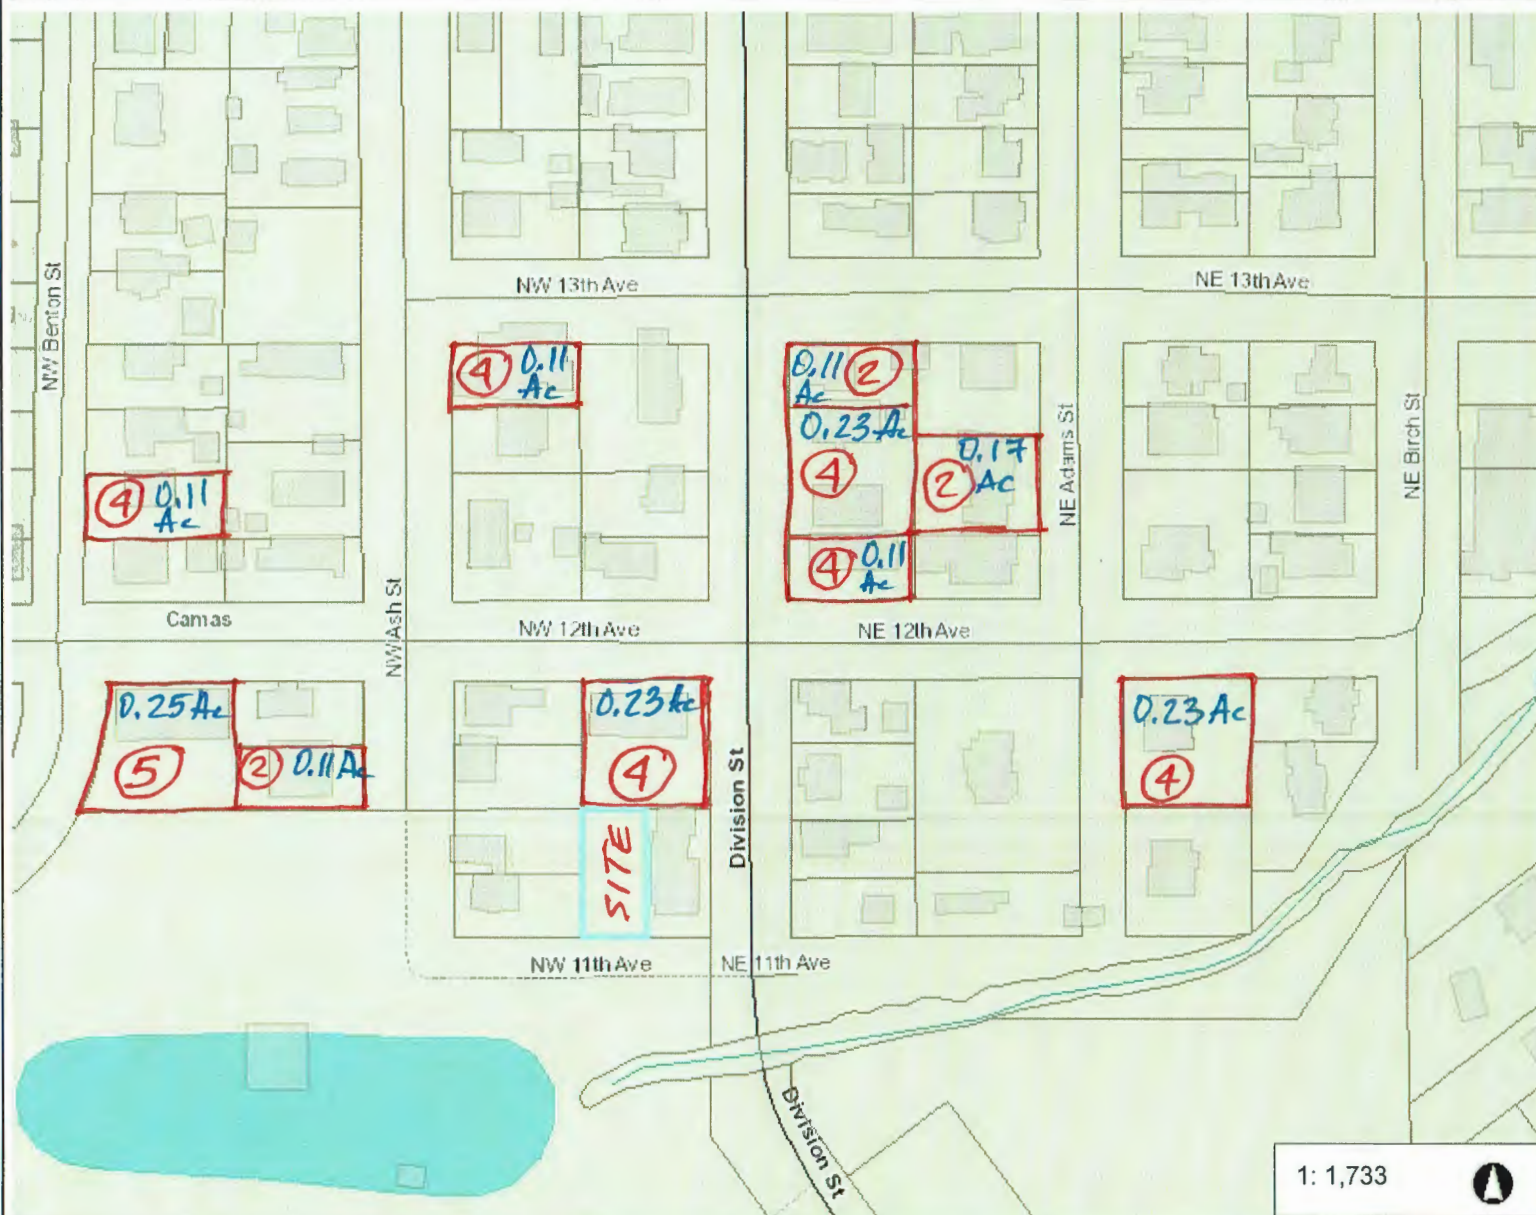 NW Benton St
NW 13th Ave
NE 13th Ave
4 0.11
Ac
0.11 2
Ac
0.23 Ac
4
0.17
2 Ac
NE Adams St
NE Birch St
4 0.11
Ac
4 0.11
Ac
Camas
NW Ash St
NW 12th Ave
NE 12th Ave
0.25 Ac
5
2 0.11 Ac
0.23 Ac
4
0.23 Ac
4
Division St
SITE
NW 11th Ave
NE 11th Ave
Division St
1: 1,733